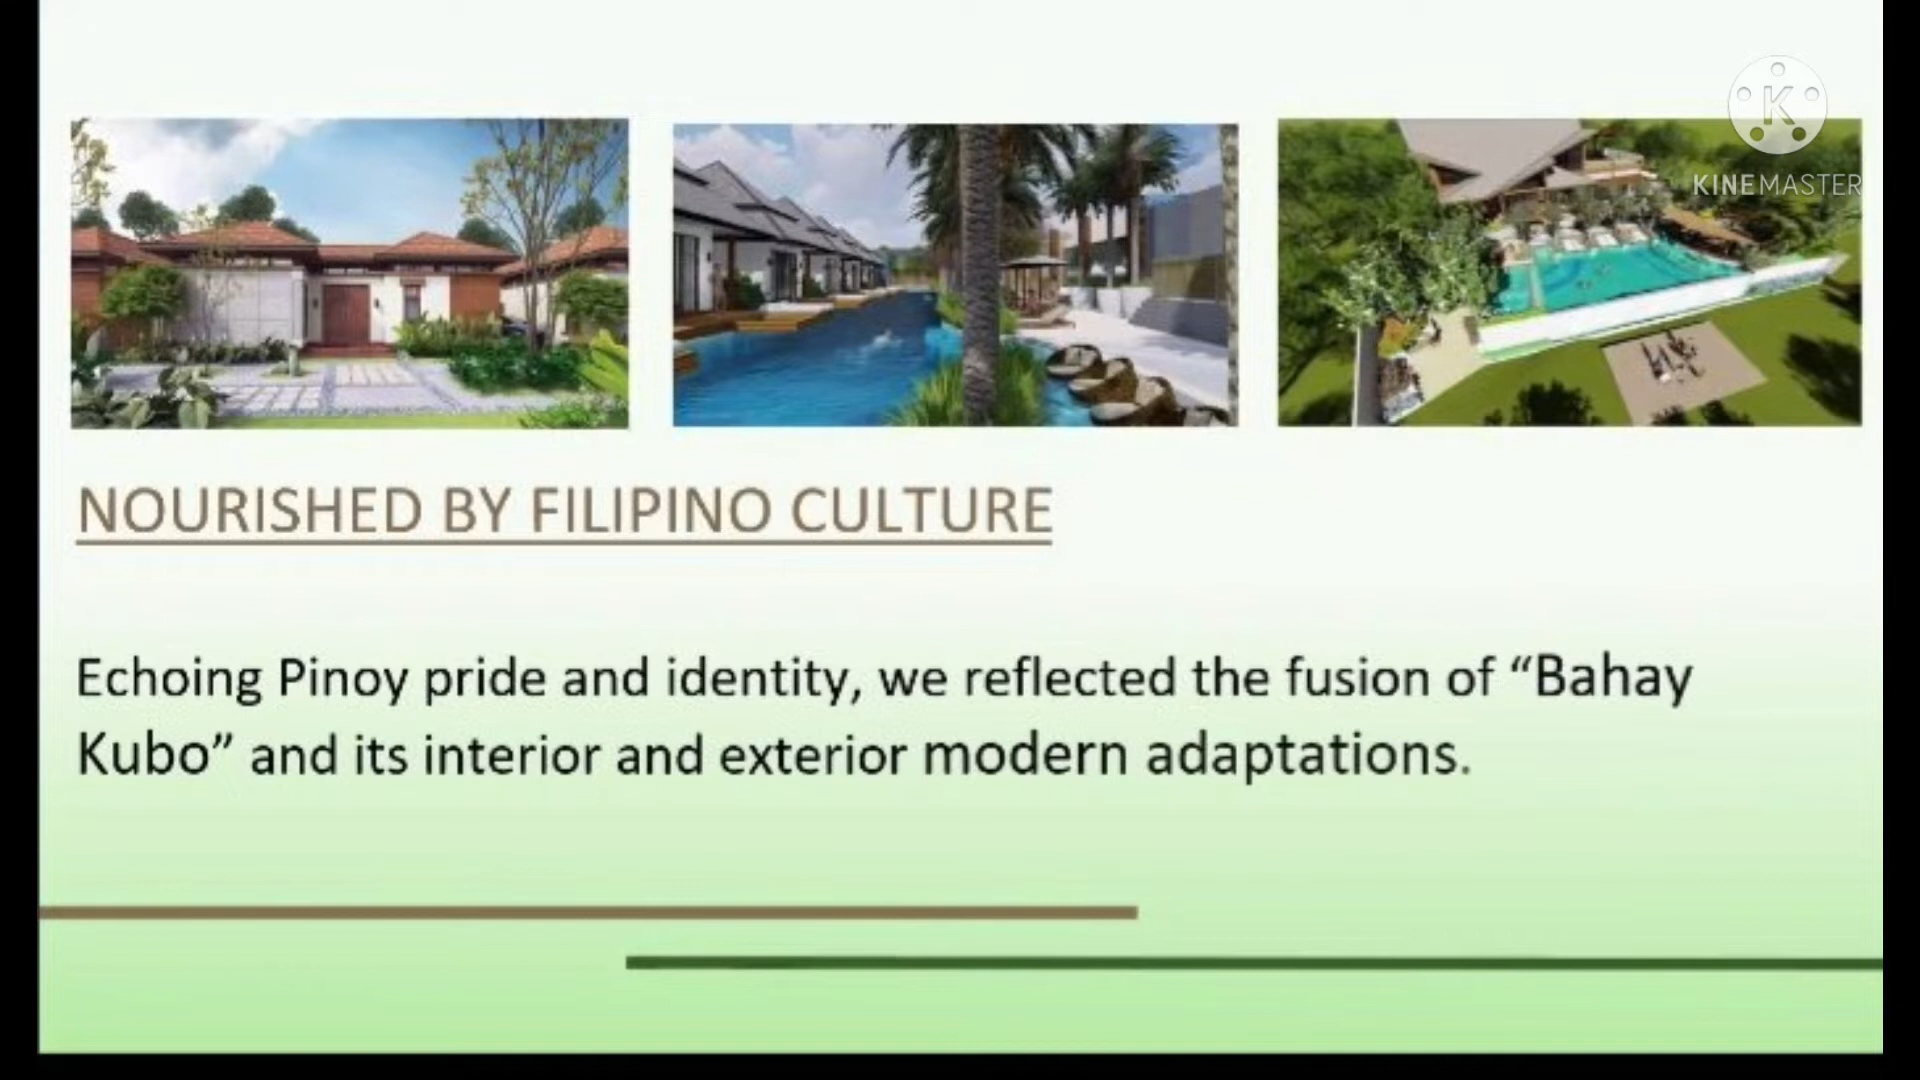 K
KINEMASTER
NOURISHED BY FILIPINO CULTURE
Echoing Pinoy pride and identity, we reflected the fusion of “Bahay
Kubo” and its interior and exterior modern adaptations.